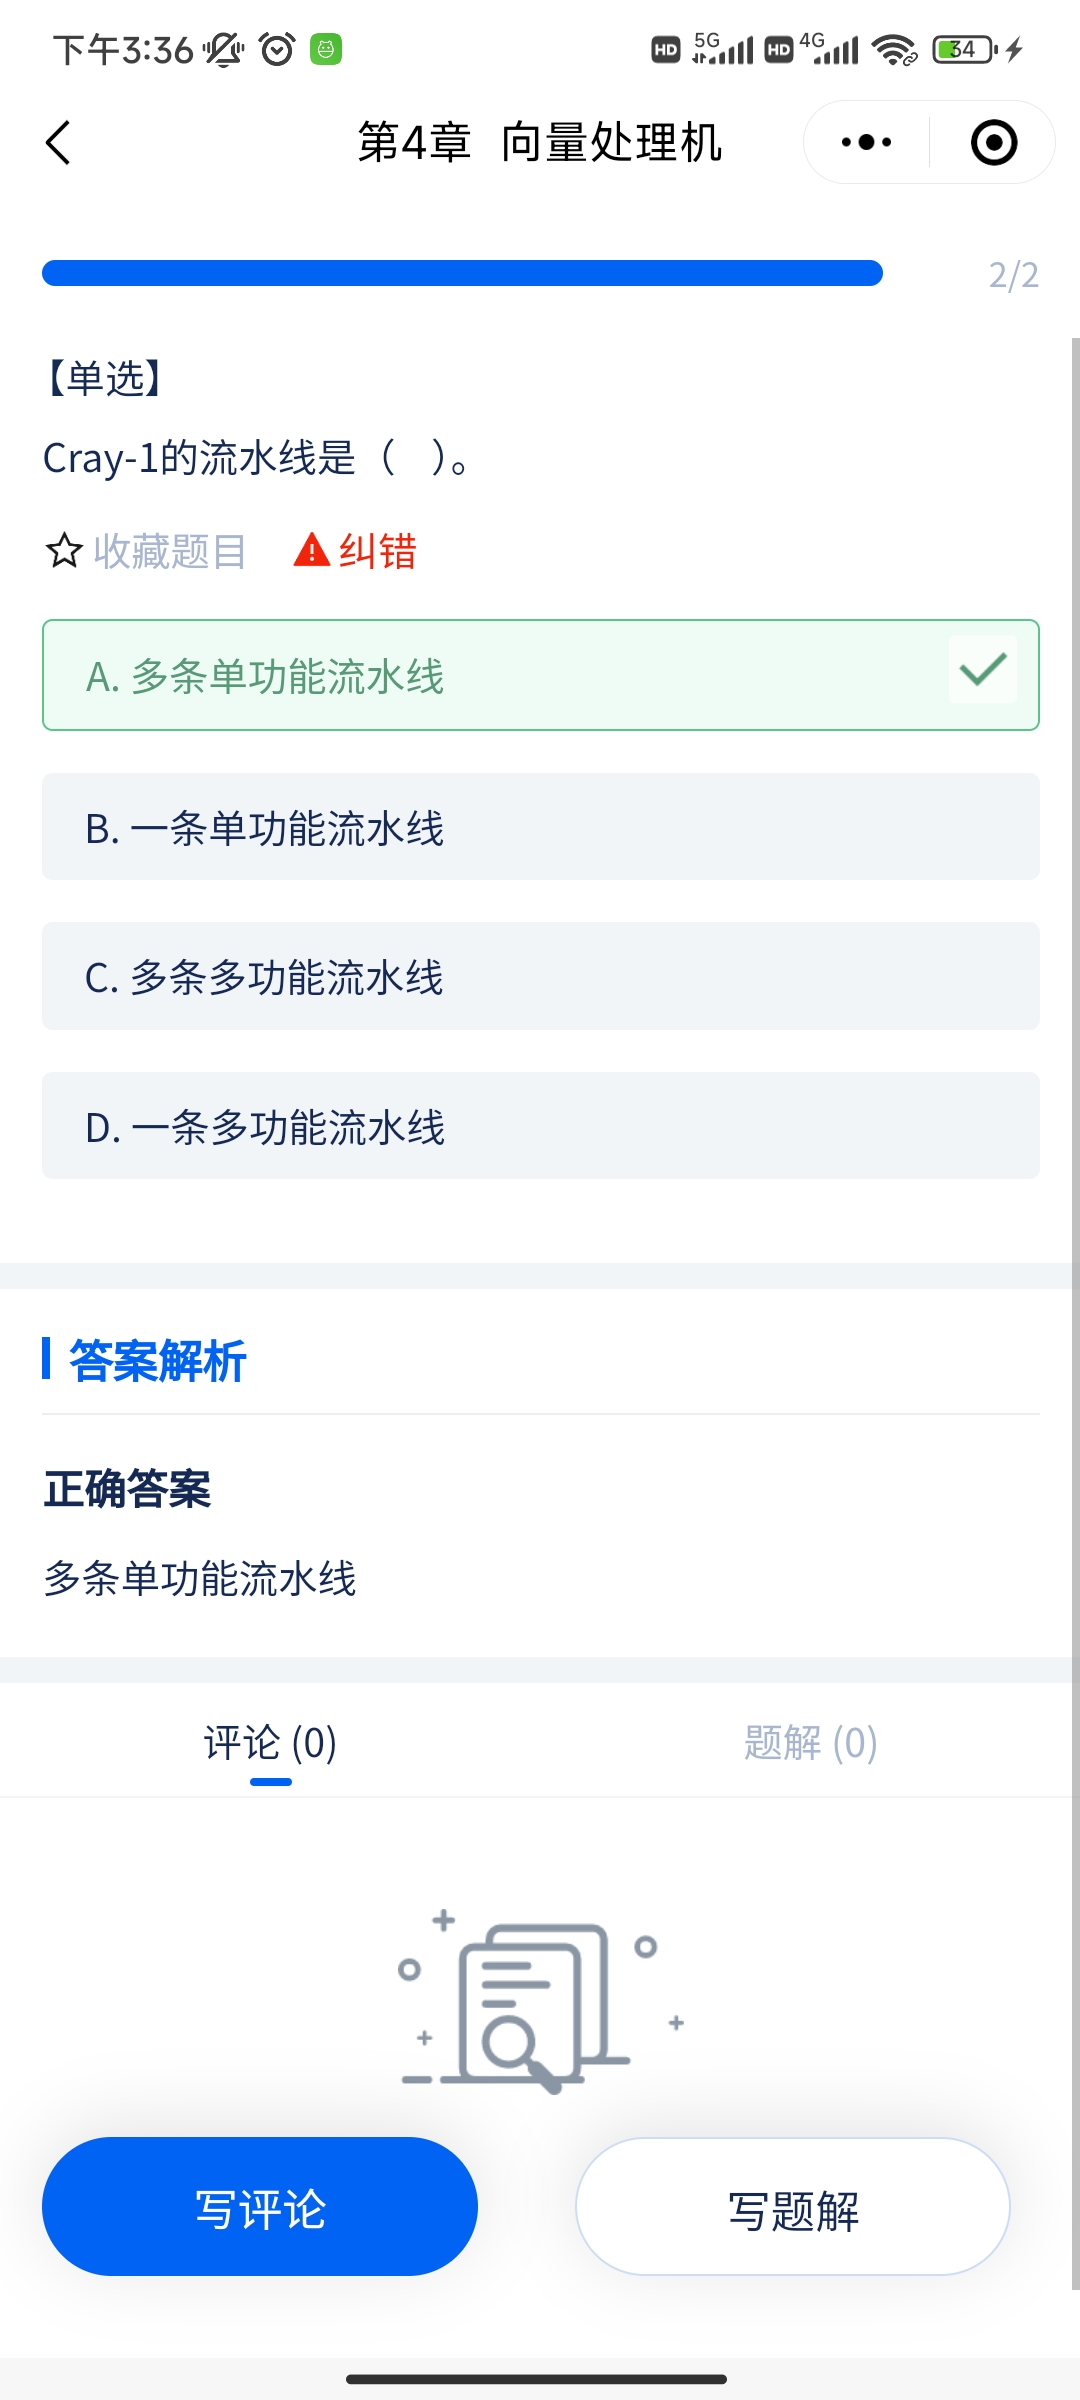 下午3:36 HD 5G HD 4G 34
第4章 向量处理机
2/2
【单选】
Cray-1的流水线是（ ）。
收藏题目 纠错
A. 多条单功能流水线
B. 一条单功能流水线
C. 多条多功能流水线
D. 一条多功能流水线
答案解析
正确答案
多条单功能流水线
评论 (0) 题解 (0)
写评论 写题解